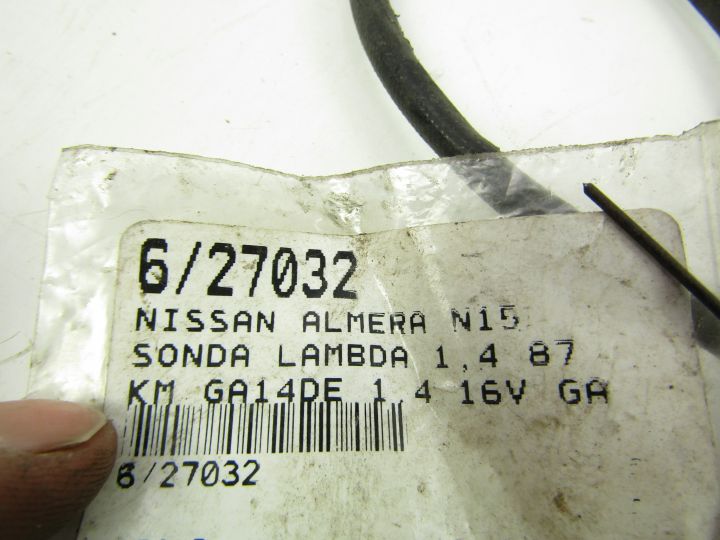 6/27032
NISSAN ALMERA N15
SONDA LAMBDA 1,4 87
KM GA14DE 1,4 16V GA
6/27032